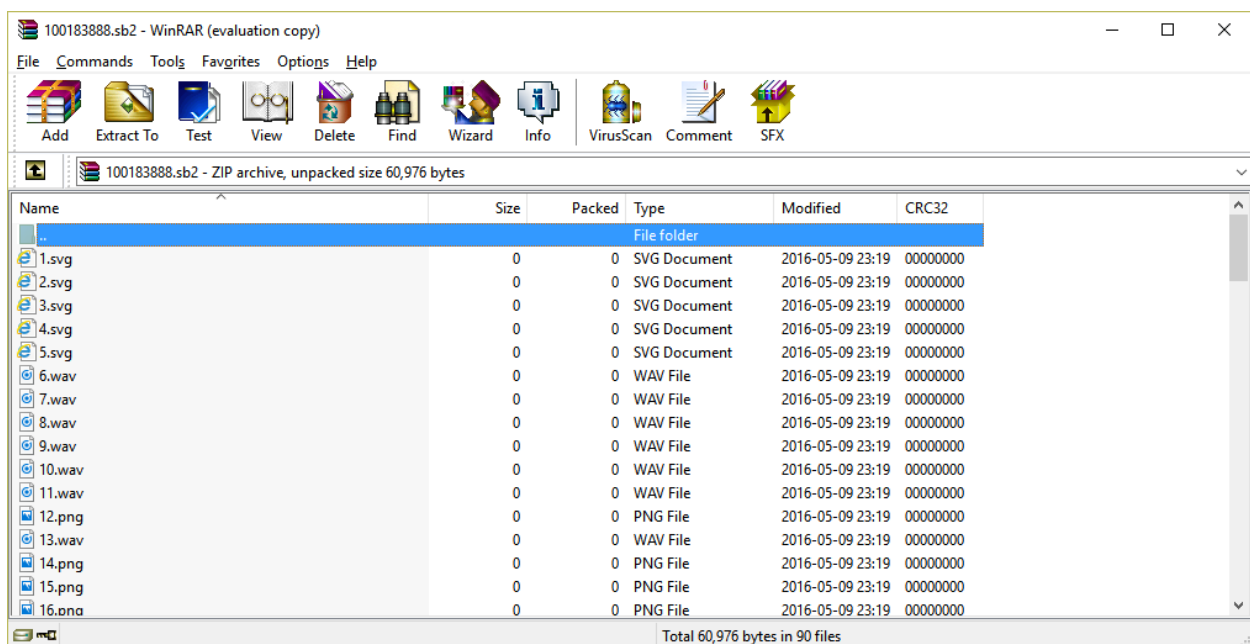 100183888.sb2 - WinRAR (evaluation copy)
File Commands Tools Favorites Options Help
Add Extract To Test View Delete Find Wizard Info VirusScan Comment SFX
100183888.sb2 - ZIP archive, unpacked size 60,976 bytes
Name Size Packed Type Modified CRC32
.. File folder
1.svg 0 0 SVG Document 2016-05-09 23:19 00000000
2.svg 0 0 SVG Document 2016-05-09 23:19 00000000
3.svg 0 0 SVG Document 2016-05-09 23:19 00000000
4.svg 0 0 SVG Document 2016-05-09 23:19 00000000
5.svg 0 0 SVG Document 2016-05-09 23:19 00000000
6.wav 0 0 WAV File 2016-05-09 23:19 00000000
7.wav 0 0 WAV File 2016-05-09 23:19 00000000
8.wav 0 0 WAV File 2016-05-09 23:19 00000000
9.wav 0 0 WAV File 2016-05-09 23:19 00000000
10.wav 0 0 WAV File 2016-05-09 23:19 00000000
11.wav 0 0 WAV File 2016-05-09 23:19 00000000
12.png 0 0 PNG File 2016-05-09 23:19 00000000
13.wav 0 0 WAV File 2016-05-09 23:19 00000000
14.png 0 0 PNG File 2016-05-09 23:19 00000000
15.png 0 0 PNG File 2016-05-09 23:19 00000000
16.png 0 0 PNG File 2016-05-09 23:19 00000000
Total 60,976 bytes in 90 files